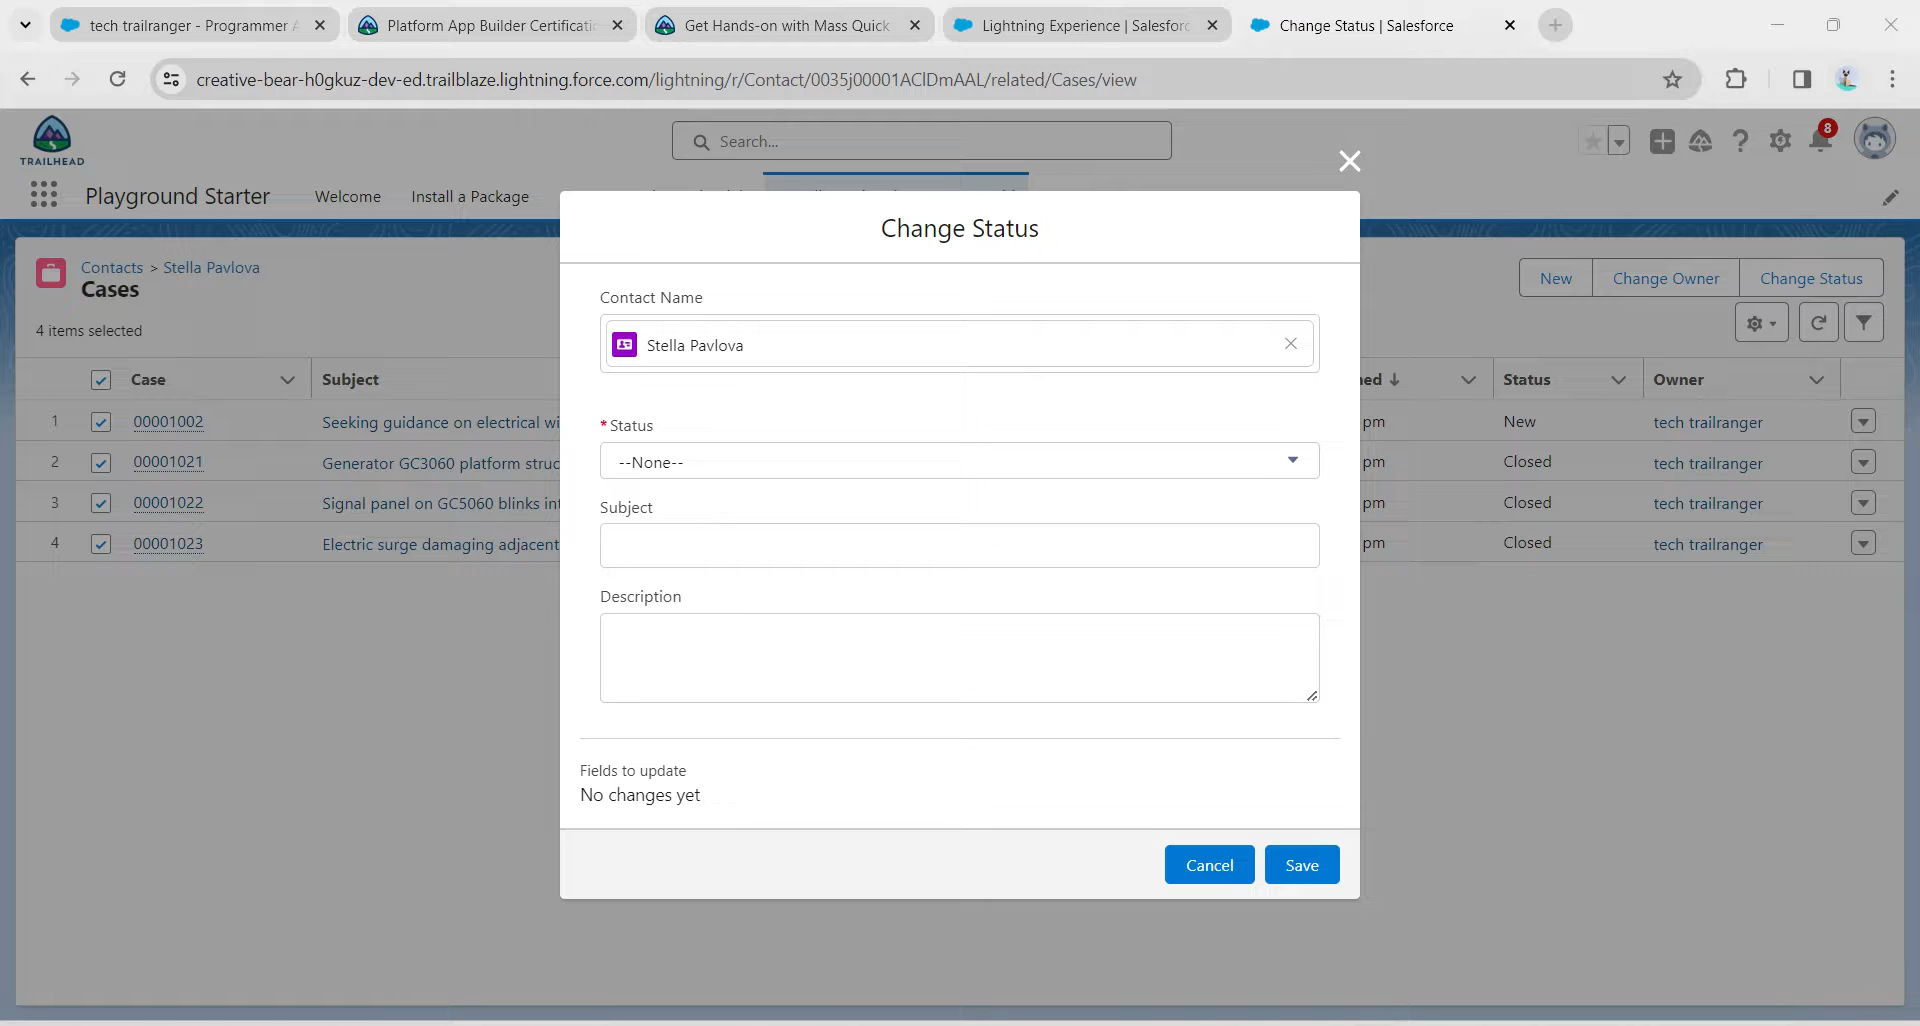 tech trailranger - Programmer A
Platform App Builder Certificatio
Get Hands-on with Mass Quick
Lightning Experience | Salesforc
Change Status | Salesforce
creative-bear-h0gkuz-dev-ed.trailblaze.lightning.force.com/lightning/r/Contact/0035j00001AClDmAAL/related/Cases/view
TRAILHEAD
Search...
8
Playground Starter
Welcome
Install a Package
Change Status
Contacts > Stella Pavlova
Cases
4 items selected
New
Change Owner
Change Status
Contact Name
Stella Pavlova
Case
Subject
ned
Status
Owner
1 00001002 Seeking guidance on electrical wi pm New tech trailranger
2 00001021 Generator GC3060 platform struc pm Closed tech trailranger
3 00001022 Signal panel on GC5060 blinks int pm Closed tech trailranger
4 00001023 Electric surge damaging adjacent pm Closed tech trailranger
*Status
--None--
Subject
Description
Fields to update
No changes yet
Cancel
Save